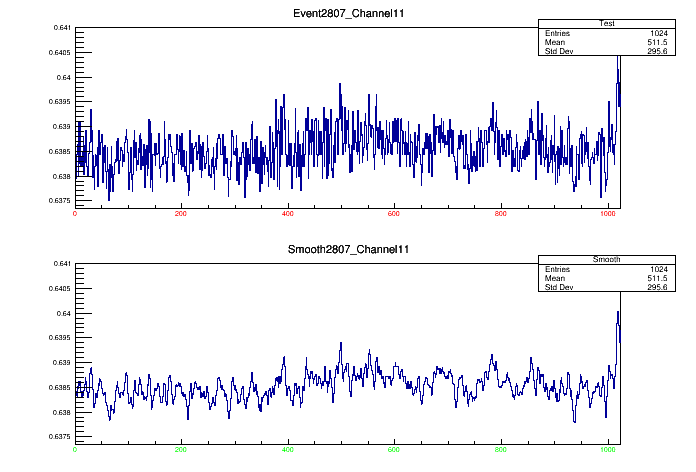 Event2807_Channel11
Test
Entries 1024
Mean 511.5
Std Dev 295.6
0.641
0.6405
0.64
0.6395
0.639
0.6385
0.638
0.6375
0 200 400 600 800 1000
Smooth2807_Channel11
Smooth
Entries 1024
Mean 511.5
Std Dev 295.6
0.641
0.6405
0.64
0.6395
0.639
0.6385
0.638
0.6375
0 200 400 600 800 1000